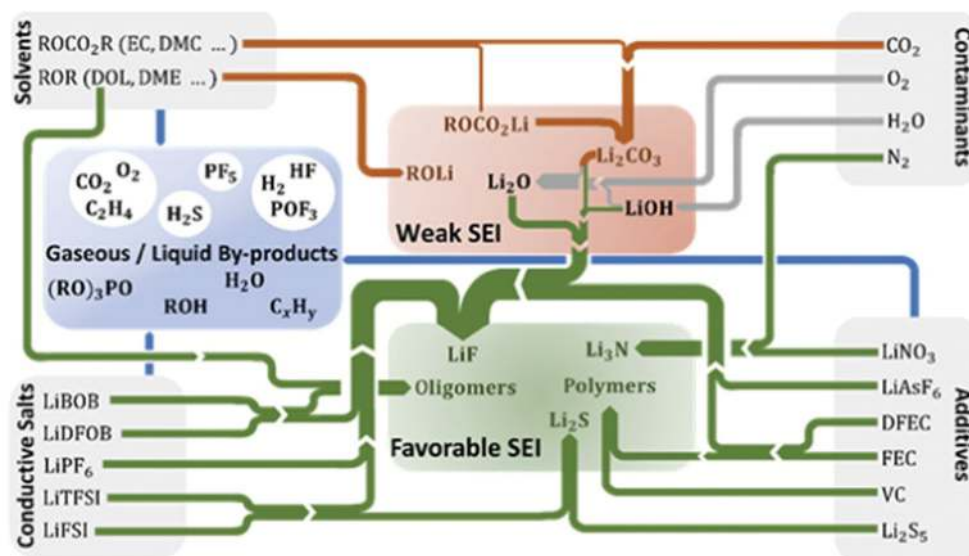 Solvents
ROCO₂R (EC, DMC ...)
ROR (DOL, DME ...)
Contaminants
CO₂
O₂
H₂O
N₂
ROCO₂Li
Li₂CO₃
ROLi
Li₂O
LiOH
Weak SEI
CO₂ O₂
C₂H₄
PF₅
H₂S
H₂ HF
POF₃
Gaseous / Liquid By-products
(RO)₃PO
H₂O
ROH
CₓHᵧ
LiF
Li₃N
Oligomers
Polymers
Li₂S
Favorable SEI
Conductive Salts
LiBOB
LiDFOB
LiPF₆
LiTFSI
LiFSI
Additives
LiNO₃
LiAsF₆
DFEC
FEC
VC
Li₂S₅